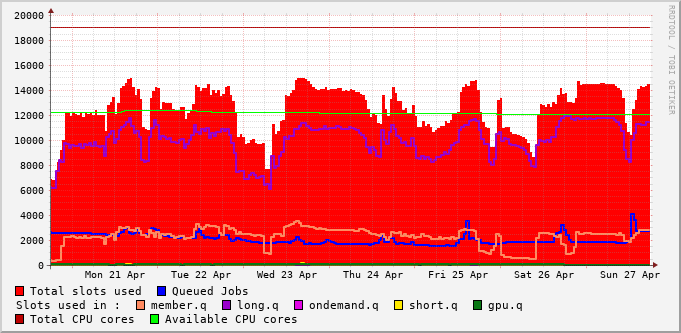 20000
18000
16000
14000
12000
10000
8000
6000
4000
2000
0
Mon 21 Apr Tue 22 Apr Wed 23 Apr Thu 24 Apr Fri 25 Apr Sat 26 Apr Sun 27 Apr
RRDTOOL / TOBI OETIKER
Total slots used Queued Jobs
Slots used in : member.q long.q ondemand.q short.q gpu.q
Total CPU cores Available CPU cores